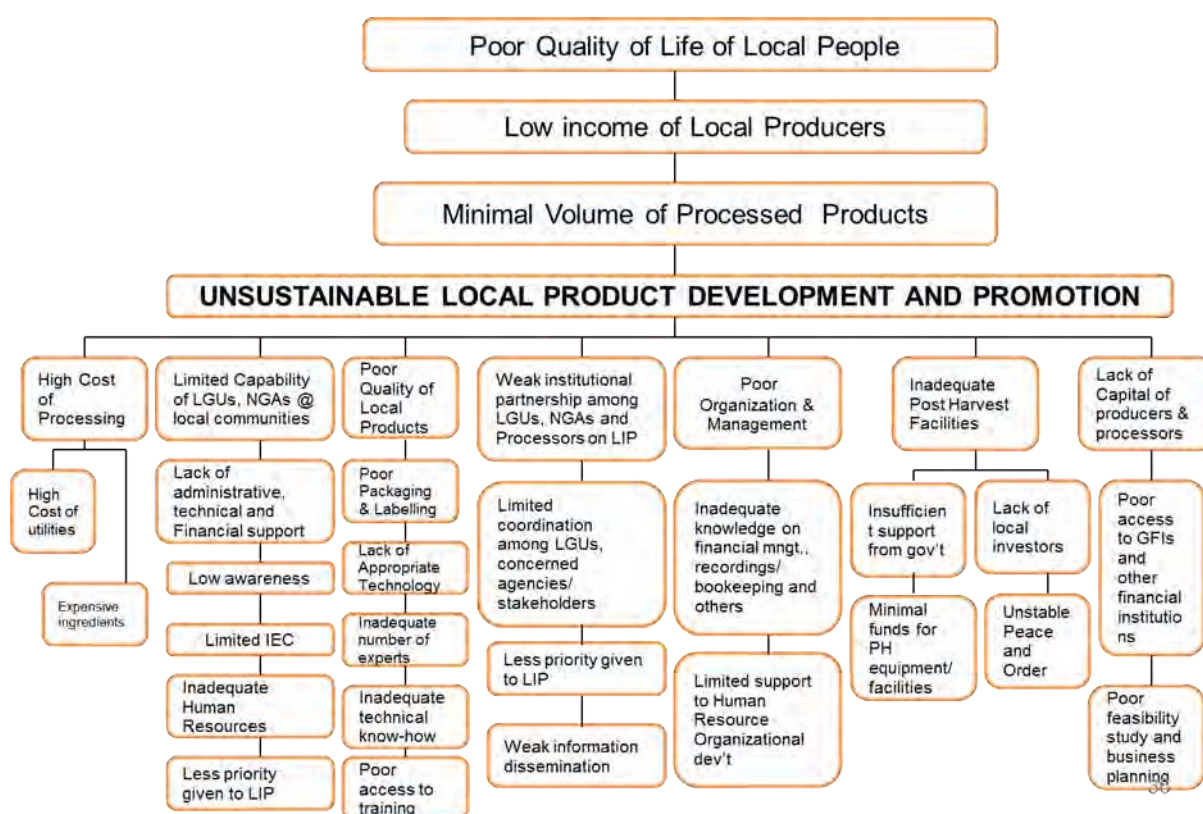 Poor Quality of Life of Local People
Low income of Local Producers
Minimal Volume of Processed Products
UNSUSTAINABLE LOCAL PRODUCT DEVELOPMENT AND PROMOTION
High Cost
of
Processing
High
Cost of
utilities
Expensive
ingredients
Limited Capability
of LGUs, NGAs @
local communities
Lack of
administrative,
technical and
Financial support
Low awareness
Limited IEC
Inadequate
Human
Resources
Less priority
given to LIP
Poor
Quality of
Local
Products
Poor
Packaging
& Labelling
Lack of
Appropriate
Technology
Inadequate
number of
experts
Inadequate
technical
know-how
Poor
access to
training
Weak institutional
partnership among
LGUs, NGAs and
Processors on LIP
Limited
coordination
among LGUs,
concerned
agencies/
stakeholders
Less priority given
to LIP
Weak information
dissemination
Poor
Organization &
Management
Inadequate
knowledge on
financial mngt.,
recordings/
bookeeping and
others
Limited support
to Human
Resource
Organizational
dev't
Inadequate
Post Harvest
Facilities
Insufficien
t support
from gov't
Minimal
funds for
PH
equipment/
facilities
Lack of
local
investors
Unstable
Peace
and
Order
Lack of
Capital of
producers &
processors
Poor
access
to GFIs
and
other
financial
institutio
ns
Poor
feasibility
study and
business
planning